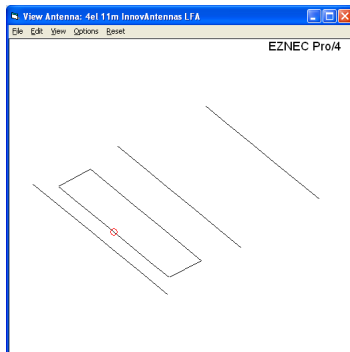 View Antenna: 4el 11m InnovAntennas LFA
File Edit View Options Reset
EZNEC Pro/4